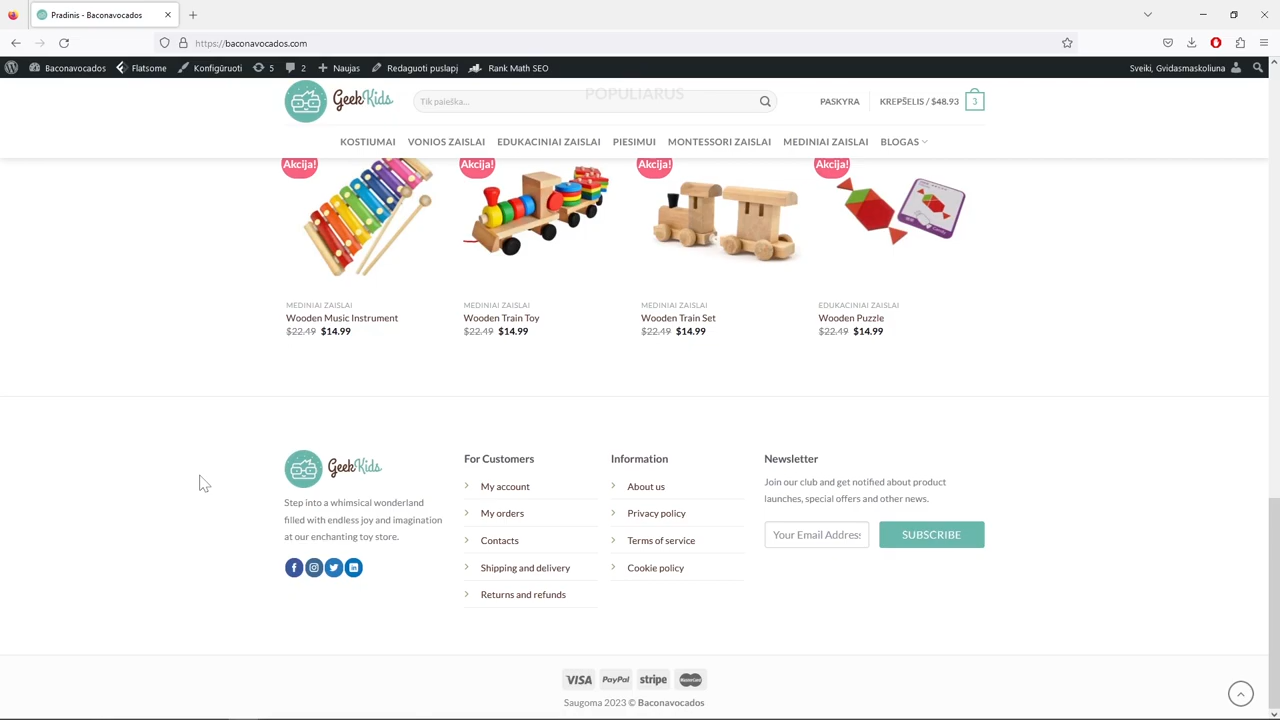 Pradinis - Baconavocados
https://baconavocados.com
Baconavocados Flatsome Konfigūruoti 5 2 Naujas Redaguoti puslapį Rank Math SEO Sveiki, Gvidasmaskoliuna
GeekKids
Tik paieška...
POPULIARUS
PASKYRA KREPŠELIS / $48.93 3
KOSTIUMAI VONIOS ZAISLAI EDUKACINIAI ZAISLAI PIESIMUI MONTESSORI ZAISLAI MEDINIAI ZAISLAI BLOGAS
Akcija! Akcija! Akcija! Akcija!
MEDINIAI ZAISLAI MEDINIAI ZAISLAI MEDINIAI ZAISLAI EDUKACINIAI ZAISLAI
Wooden Music Instrument Wooden Train Toy Wooden Train Set Wooden Puzzle
$22.49 $14.99 $22.49 $14.99 $22.49 $14.99 $22.49 $14.99
GeekKids
Step into a whimsical wonderland
filled with endless joy and imagination
at our enchanting toy store.
For Customers
My account
My orders
Contacts
Shipping and delivery
Returns and refunds
Information
About us
Privacy policy
Terms of service
Cookie policy
Newsletter
Join our club and get notified about product
launches, special offers and other news.
Your Email Address
SUBSCRIBE
VISA PayPal stripe MasterCard
Saugoma 2023 © Baconavocados